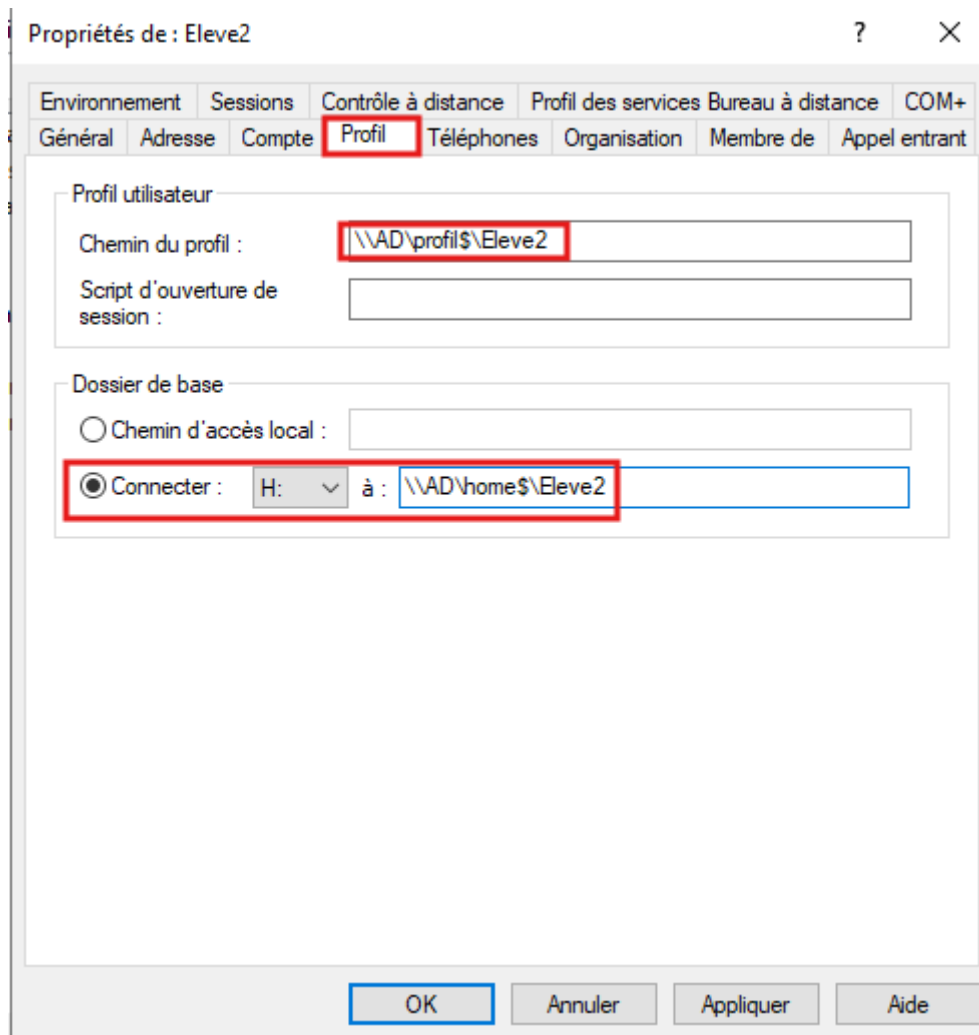 Propriétés de : Eleve2
?
Environnement Sessions Contrôle à distance Profil des services Bureau à distance COM+
Général Adresse Compte Profil Téléphones Organisation Membre de Appel entrant
Profil utilisateur
Chemin du profil : \\AD\profil$\Eleve2
Script d'ouverture de
session :
Dossier de base
Chemin d'accès local :
Connecter : H: à : \\AD\home$\Eleve2
OK Annuler Appliquer Aide